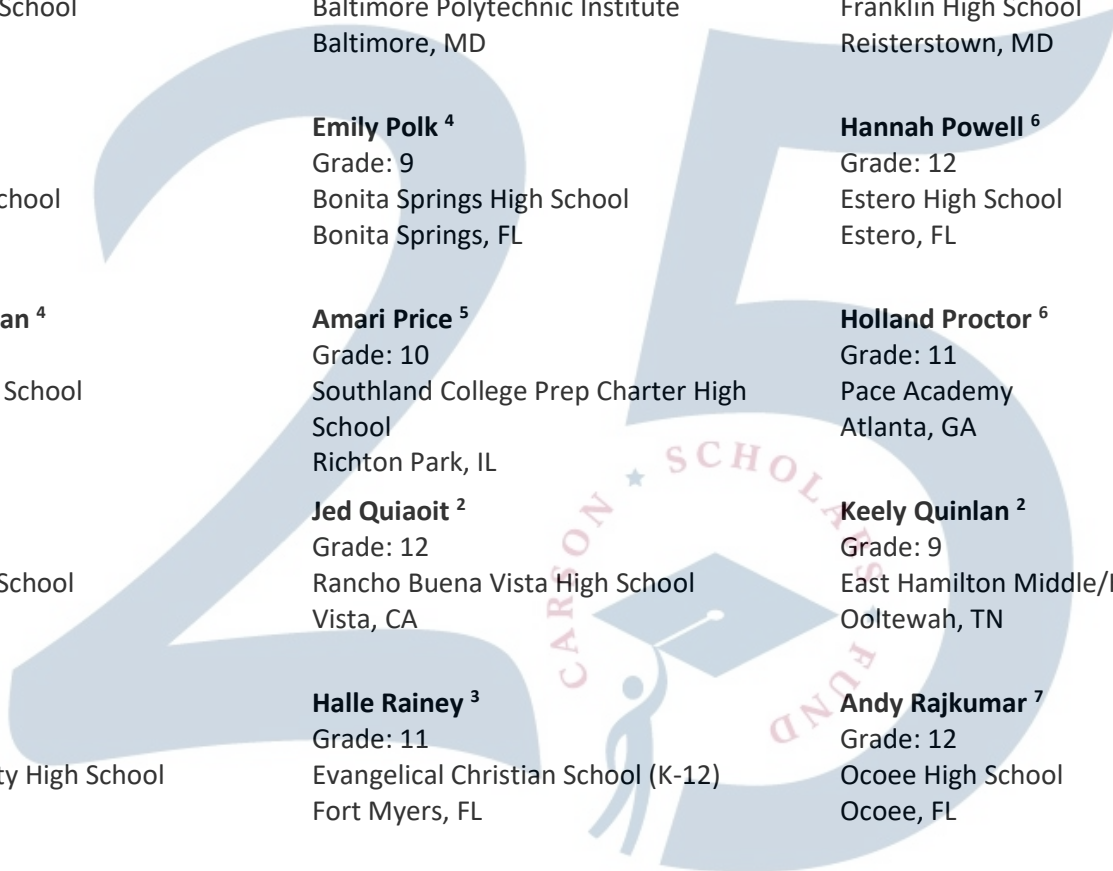 School
Baltimore Polytechnic Institute
Baltimore, MD
Franklin High School
Reisterstown, MD
chool
Emily Polk ⁴
Grade: 9
Bonita Springs High School
Bonita Springs, FL
Hannah Powell ⁶
Grade: 12
Estero High School
Estero, FL
an ⁴
School
Amari Price ⁵
Grade: 10
Southland College Prep Charter High
School
Richton Park, IL
Holland Proctor ⁶
Grade: 11
Pace Academy
Atlanta, GA
School
Jed Quiaoit ²
Grade: 12
Rancho Buena Vista High School
Vista, CA
Keely Quinlan ²
Grade: 9
East Hamilton Middle/
Ooltewah, TN
ty High School
Halle Rainey ³
Grade: 11
Evangelical Christian School (K-12)
Fort Myers, FL
Andy Rajkumar ⁷
Grade: 12
Ocoee High School
Ocoee, FL
25
CARSON ★ SCHOLARS ★ FUND